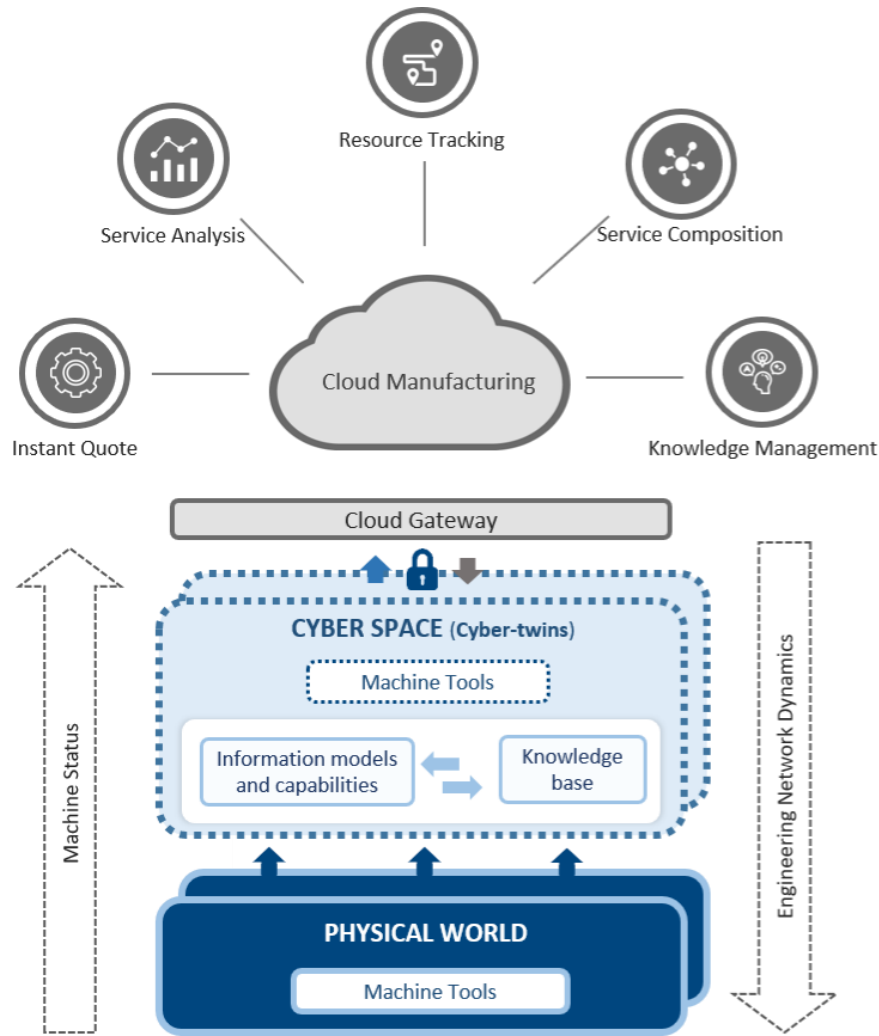 Resource Tracking
Service Analysis
Service Composition
Cloud Manufacturing
Instant Quote
Knowledge Management
Cloud Gateway
CYBER SPACE (Cyber-twins)
Machine Tools
Information models
and capabilities
Knowledge
base
Machine Status
Engineering Network Dynamics
PHYSICAL WORLD
Machine Tools